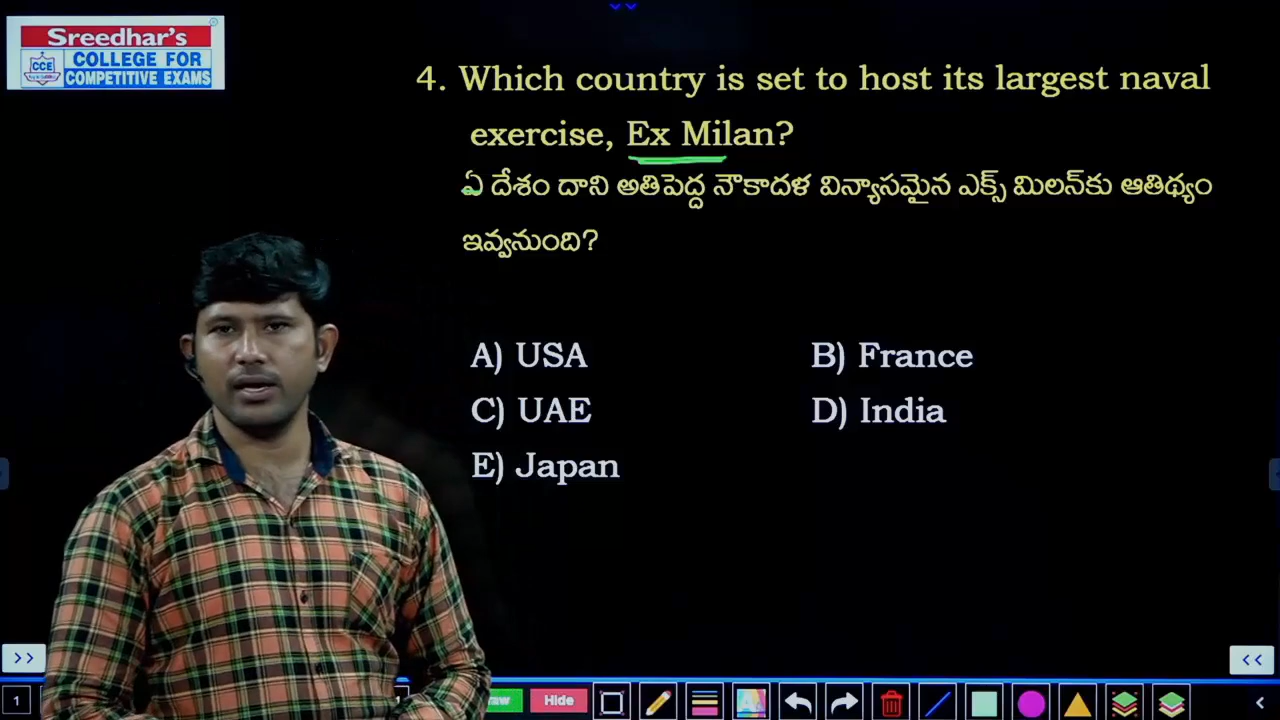 Sreedhar's
CCE
COLLEGE FOR
COMPETITIVE EXAMS
4. Which country is set to host its largest naval
exercise, Ex Milan?
ఏ దేశం దాని అతిపెద్ద నౌకాదళ విన్యాసమైన ఎక్స్ మిలన్‌కు ఆతిథ్యం
ఇవ్వనుంది?
A) USA
B) France
C) UAE
D) India
E) Japan
>>
<<
1
Hide